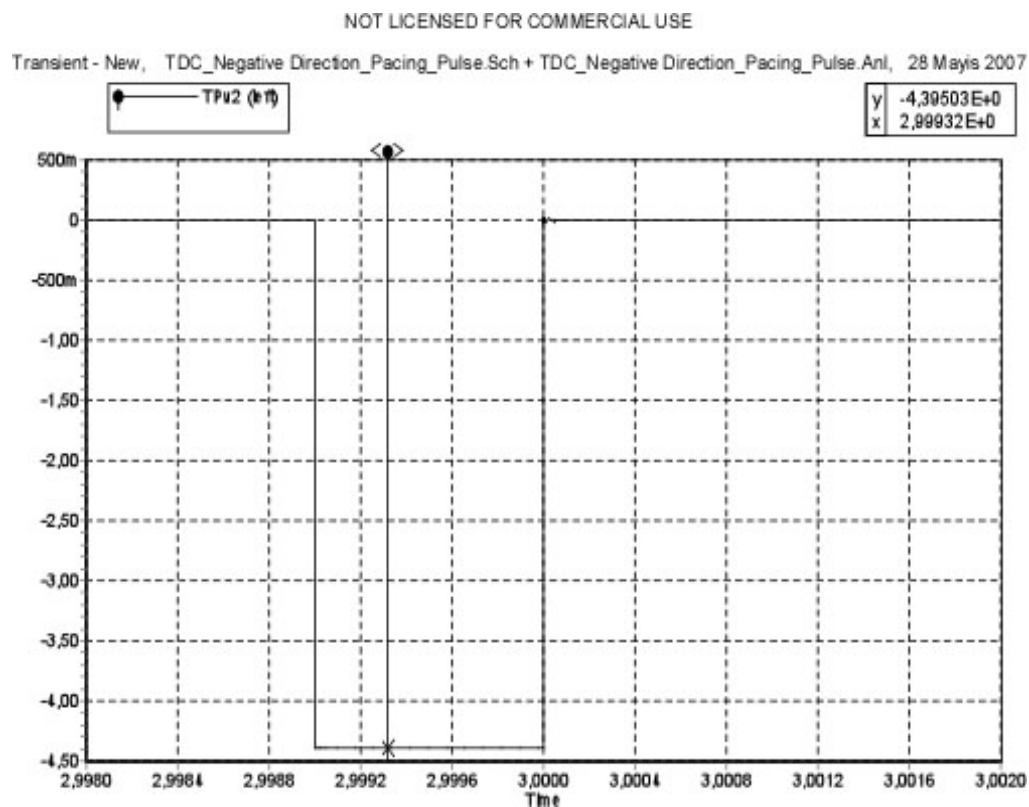 NOT LICENSED FOR COMMERCIAL USE
Transient - New, TDC_Negative Direction_Pacing_Pulse.Sch + TDC_Negative Direction_Pacing_Pulse.Anl, 28 Mayis 2007
TPv2 (left)
y -4,39503E+0
x 2,99932E+0
500m
0
-500m
-1,00
-1,50
-2,00
-2,50
-3,00
-3,50
-4,00
-4,50
2,9980 2,9984 2,9988 2,9992 2,9996 3,0000 3,0004 3,0008 3,0012 3,0016 3,0020
Time